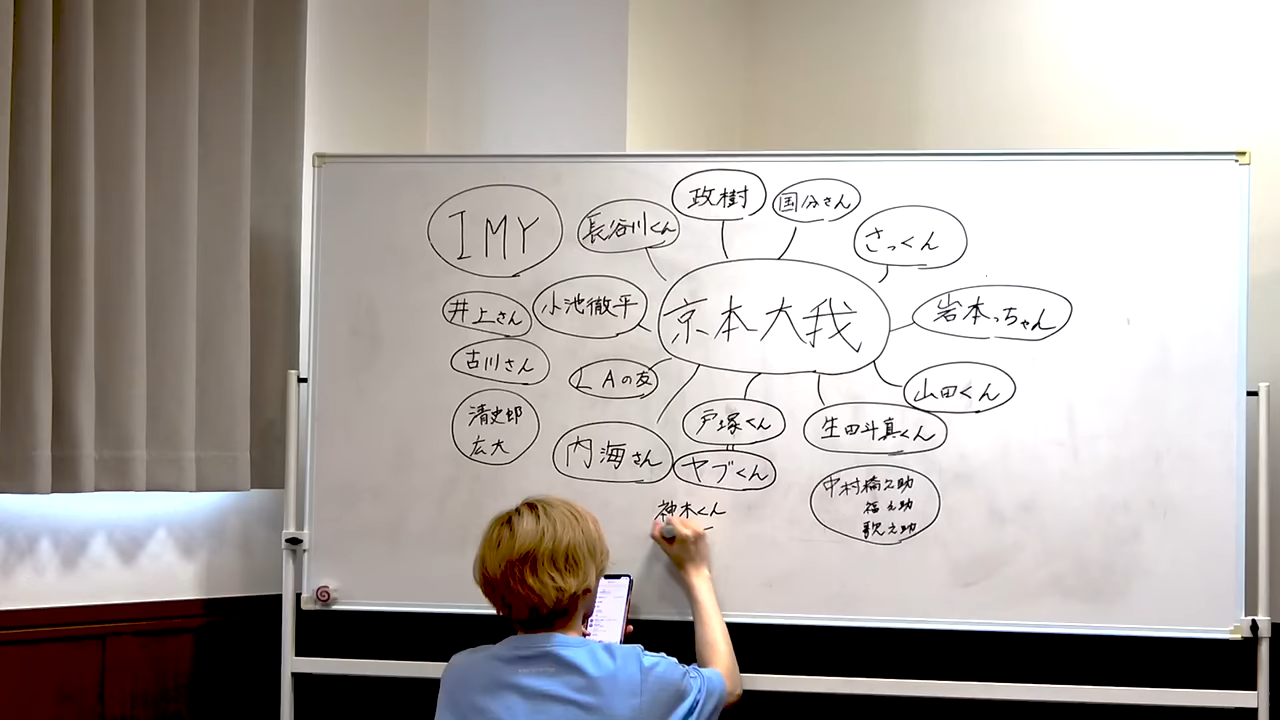 政樹
国分さん
IMY
長谷川くん
さっくん
小池徹平
京本大我
岩本っちゃん
井上さん
古川さん
LAの友
山田くん
清史郎
広大
戸塚くん
生田斗真くん
内海さん
ヤブくん
中村橋之助
福之助
歌之助
神木くん